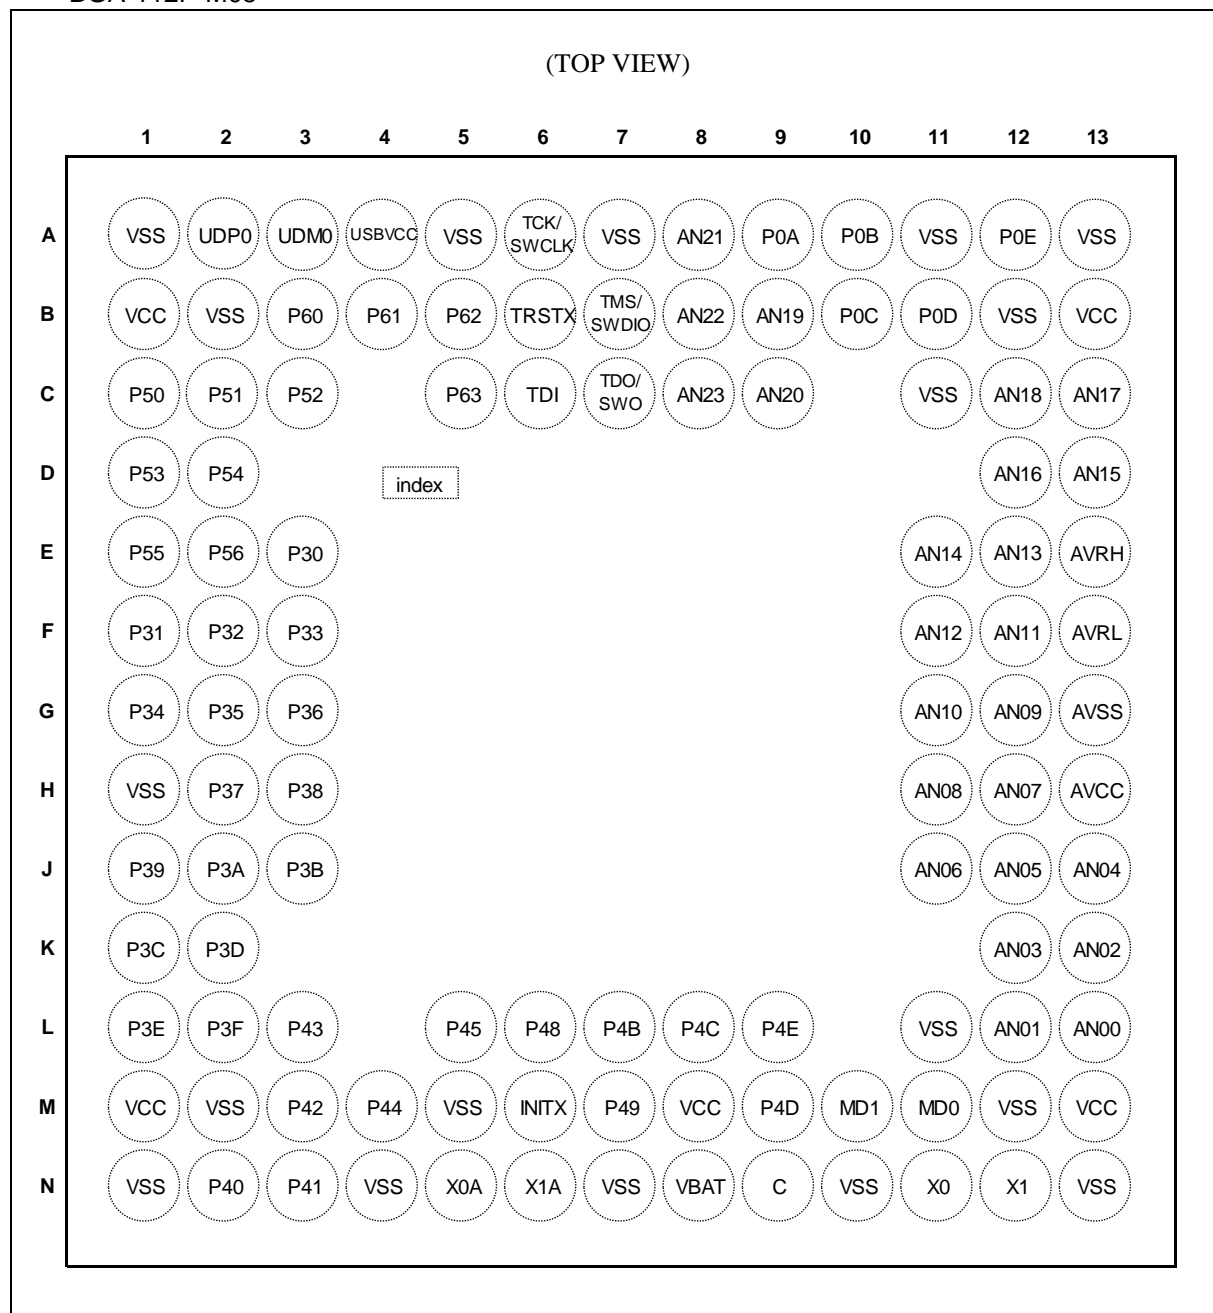 (TOP VIEW)
1 2 3 4 5 6 7 8 9 10 11 12 13
A VSS UDP0 UDM0 USBVCC VSS TCK/ SWCLK VSS AN21 P0A P0B VSS P0E VSS
B VCC VSS P60 P61 P62 TRSTX TMS/ SWDIO AN22 AN19 P0C P0D VSS VCC
C P50 P51 P52 P63 TDI TDO/ SWO AN23 AN20 VSS AN18 AN17
D P53 P54 index AN16 AN15
E P55 P56 P30 AN14 AN13 AVRH
F P31 P32 P33 AN12 AN11 AVRL
G P34 P35 P36 AN10 AN09 AVSS
H VSS P37 P38 AN08 AN07 AVCC
J P39 P3A P3B AN06 AN05 AN04
K P3C P3D AN03 AN02
L P3E P3F P43 P45 P48 P4B P4C P4E VSS AN01 AN00
M VCC VSS P42 P44 VSS INITX P49 VCC P4D MD1 MD0 VSS VCC
N VSS P40 P41 VSS X0A X1A VSS VBAT C VSS X0 X1 VSS